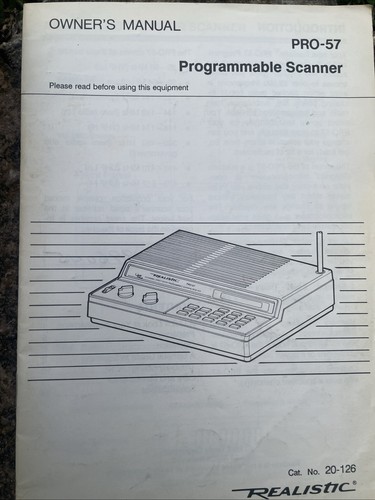 OWNER'S MANUAL
PRO-57
Programmable Scanner
Please read before using this equipment
REALISTIC
Cat. No. 20-126
REALISTIC®